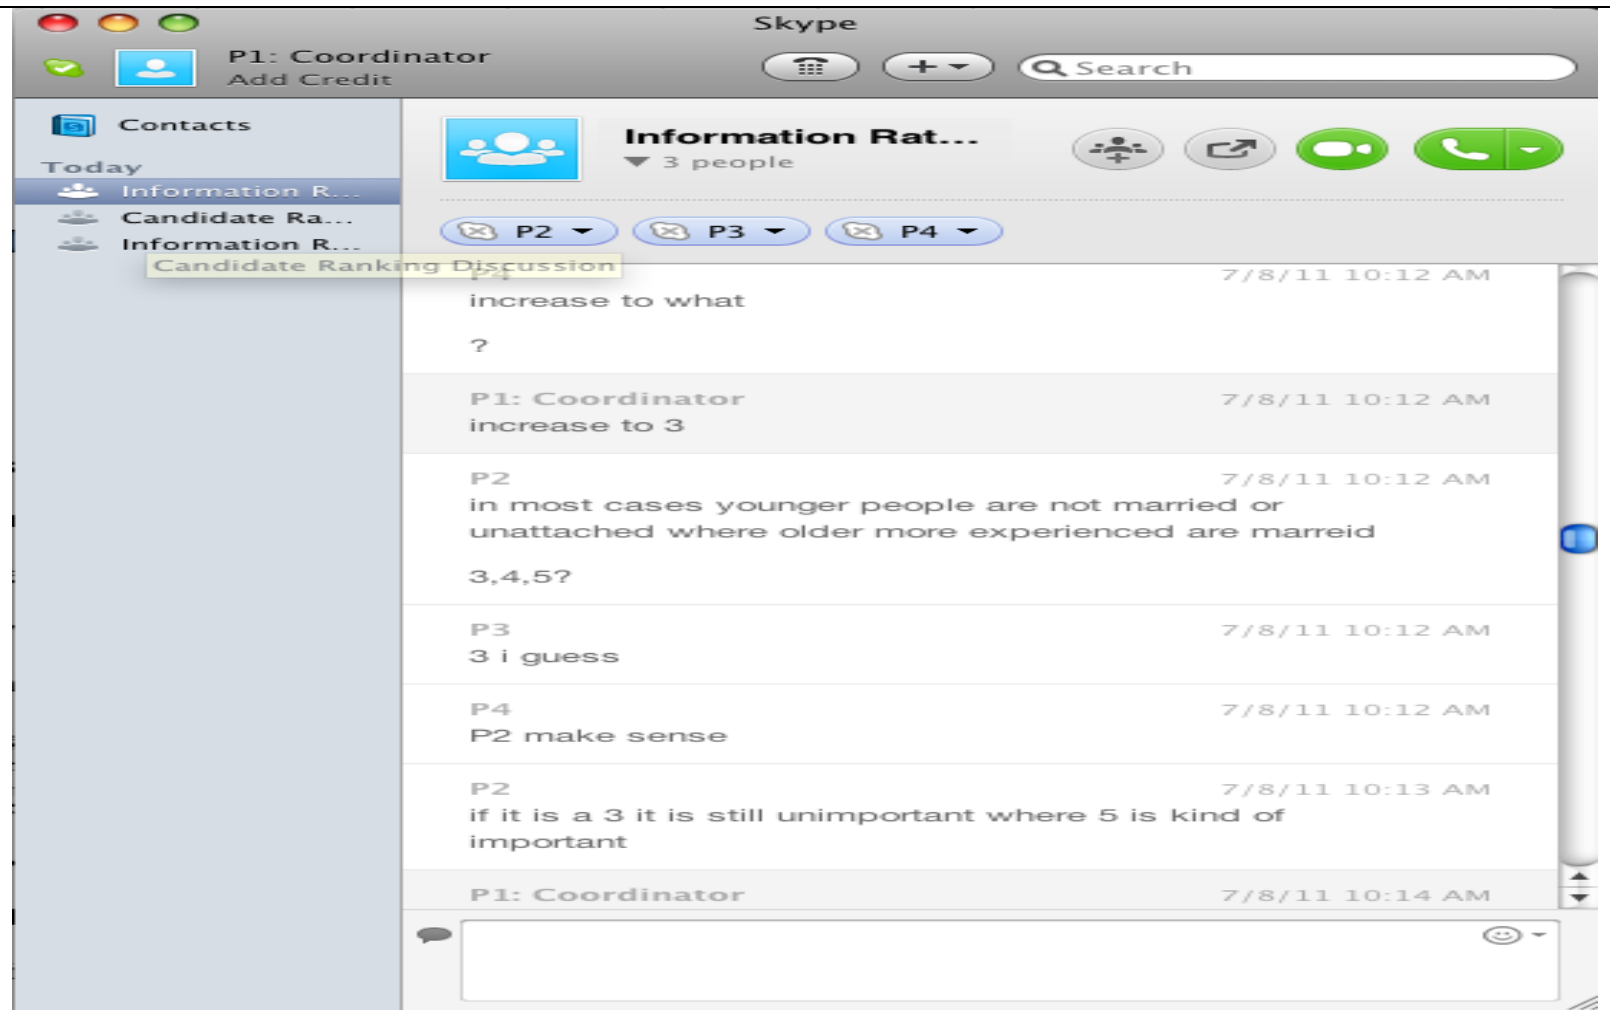 Skype
P1: Coordinator
Add Credit
Search
Contacts
Today
Information R...
Candidate Ra...
Information R...
Candidate Ranking Discussion
Information Rat...
3 people
P2
P3
P4
P4 7/8/11 10:12 AM
increase to what
?
P1: Coordinator 7/8/11 10:12 AM
increase to 3
P2 7/8/11 10:12 AM
in most cases younger people are not married or
unattached where older more experienced are marreid
3,4,5?
P3 7/8/11 10:12 AM
3 i guess
P4 7/8/11 10:12 AM
P2 make sense
P2 7/8/11 10:13 AM
if it is a 3 it is still unimportant where 5 is kind of
important
P1: Coordinator 7/8/11 10:14 AM